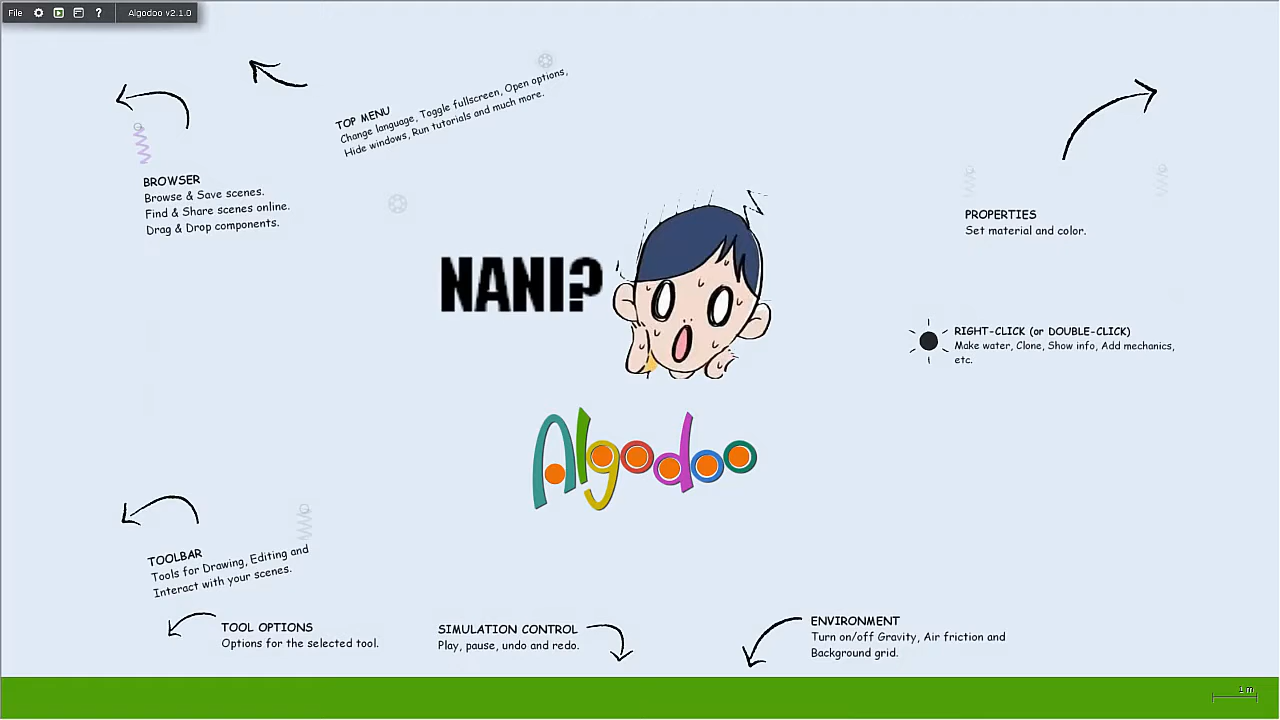 File
?
Algodoo v2.1.0
TOP MENU
Change language, Toggle fullscreen, Open options,
Hide windows, Run tutorials and much more.
BROWSER
Browse & Save scenes.
Find & Share scenes online.
Drag & Drop components.
PROPERTIES
Set material and color.
NANI?
RIGHT-CLICK (or DOUBLE-CLICK)
Make water, Clone, Show info, Add mechanics,
etc.
Algodoo
TOOLBAR
Tools for Drawing, Editing and
Interact with your scenes.
TOOL OPTIONS
Options for the selected tool.
SIMULATION CONTROL
Play, pause, undo and redo.
ENVIRONMENT
Turn on/off Gravity, Air friction and
Background grid.
1 m